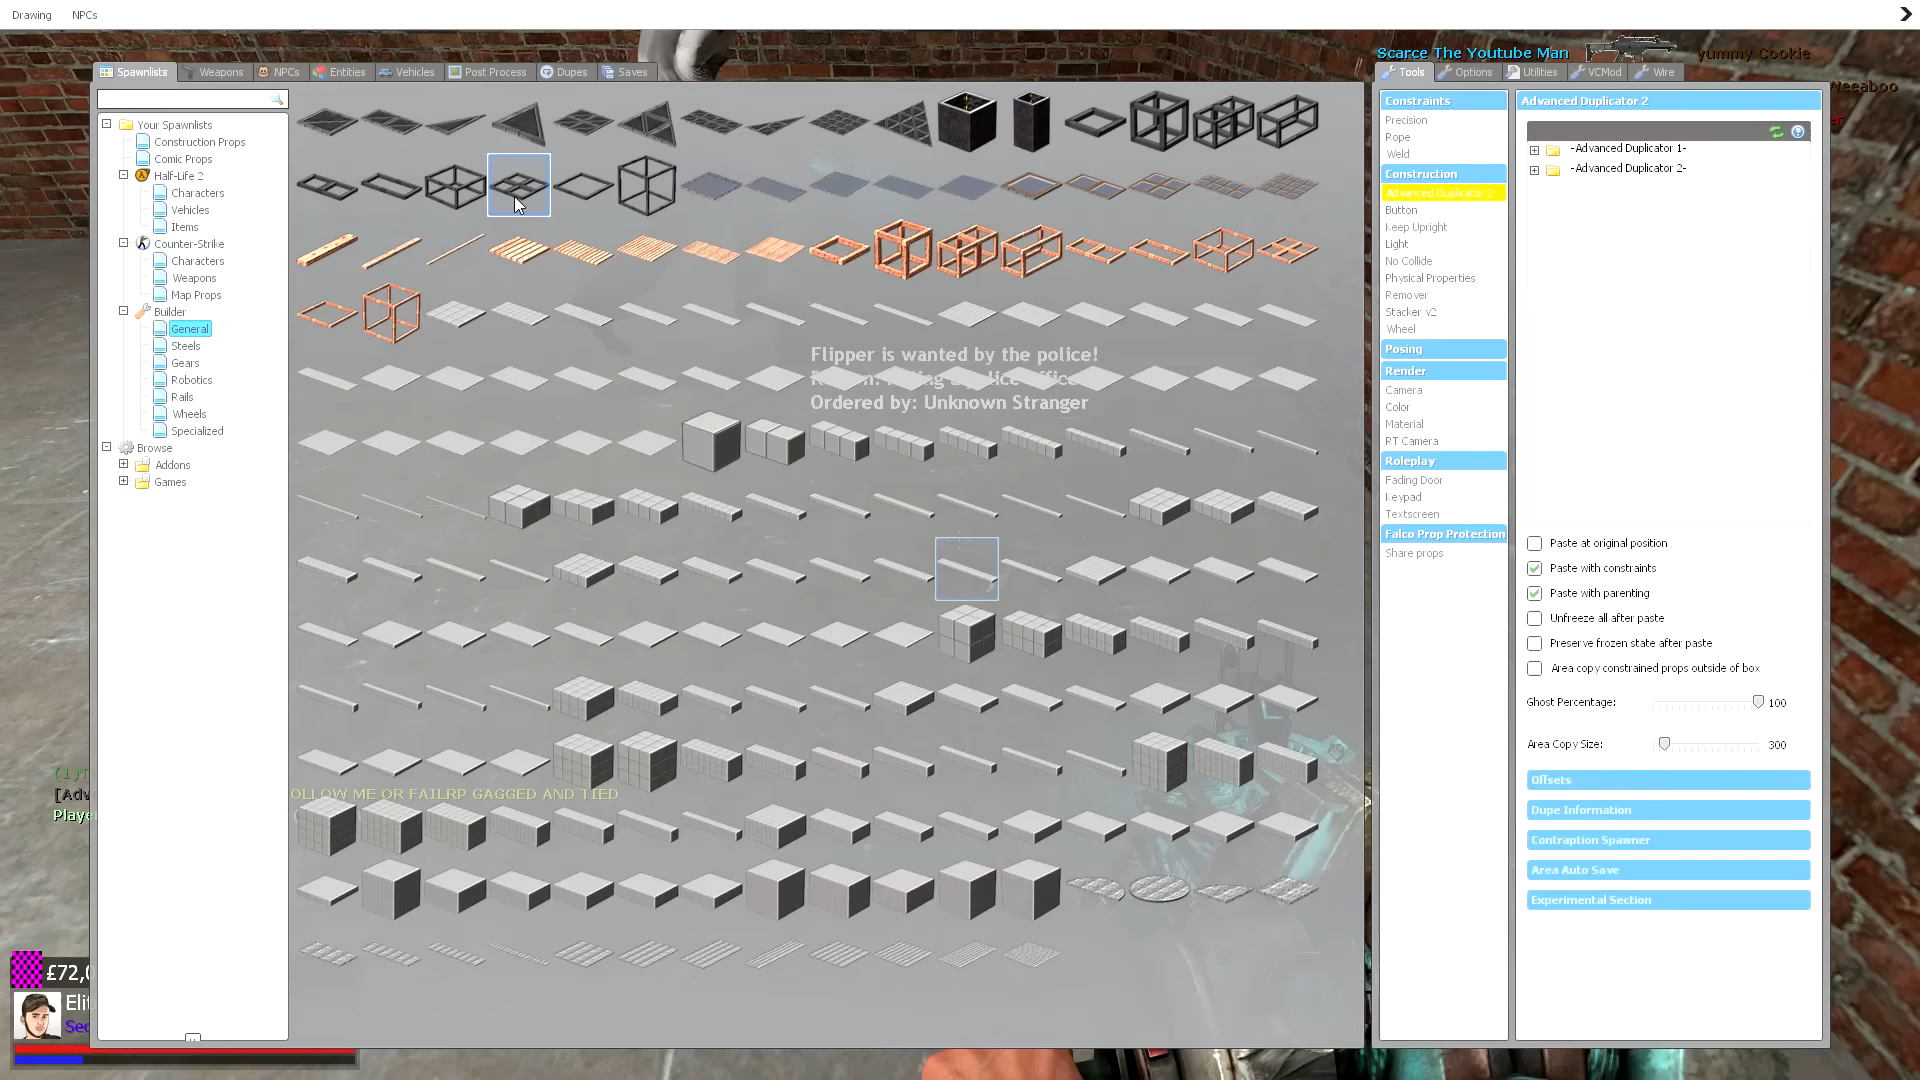 Drawing NPCs
Scarce The Youtube Man
yummy Cookie
Spawnlists Weapons NPCs Entities Vehicles Post Process Dupes Saves
Tools Options Utilities VCMod Wire
Your Spawnlists
Construction Props
Comic Props
Half-Life 2
Characters
Vehicles
Items
Counter-Strike
Characters
Weapons
Map Props
Builder
General
Steels
Gears
Robotics
Rails
Wheels
Specialized
Browse
Addons
Games
Flipper is wanted by the police!
Ordered by: Unknown Stranger
OLLOW ME OR FAILRP GAGGED AND TIED
[Adv
Playe
£72,
Elit
Sec
Constraints
Precision
Rope
Weld
Construction
Advanced Duplicator 2
Button
Keep Upright
Light
No Collide
Physical Properties
Remover
Stacker v2
Wheel
Posing
Render
Camera
Color
Material
RT Camera
Roleplay
Fading Door
Keypad
Textscreen
Falco Prop Protection
Share props
Advanced Duplicator 2
-Advanced Duplicator 1-
-Advanced Duplicator 2-
Paste at original position
Paste with constraints
Paste with parenting
Unfreeze all after paste
Preserve frozen state after paste
Area copy constrained props outside of box
Ghost Percentage: 100
Area Copy Size: 300
Offsets
Dupe Information
Contraption Spawner
Area Auto Save
Experimental Section